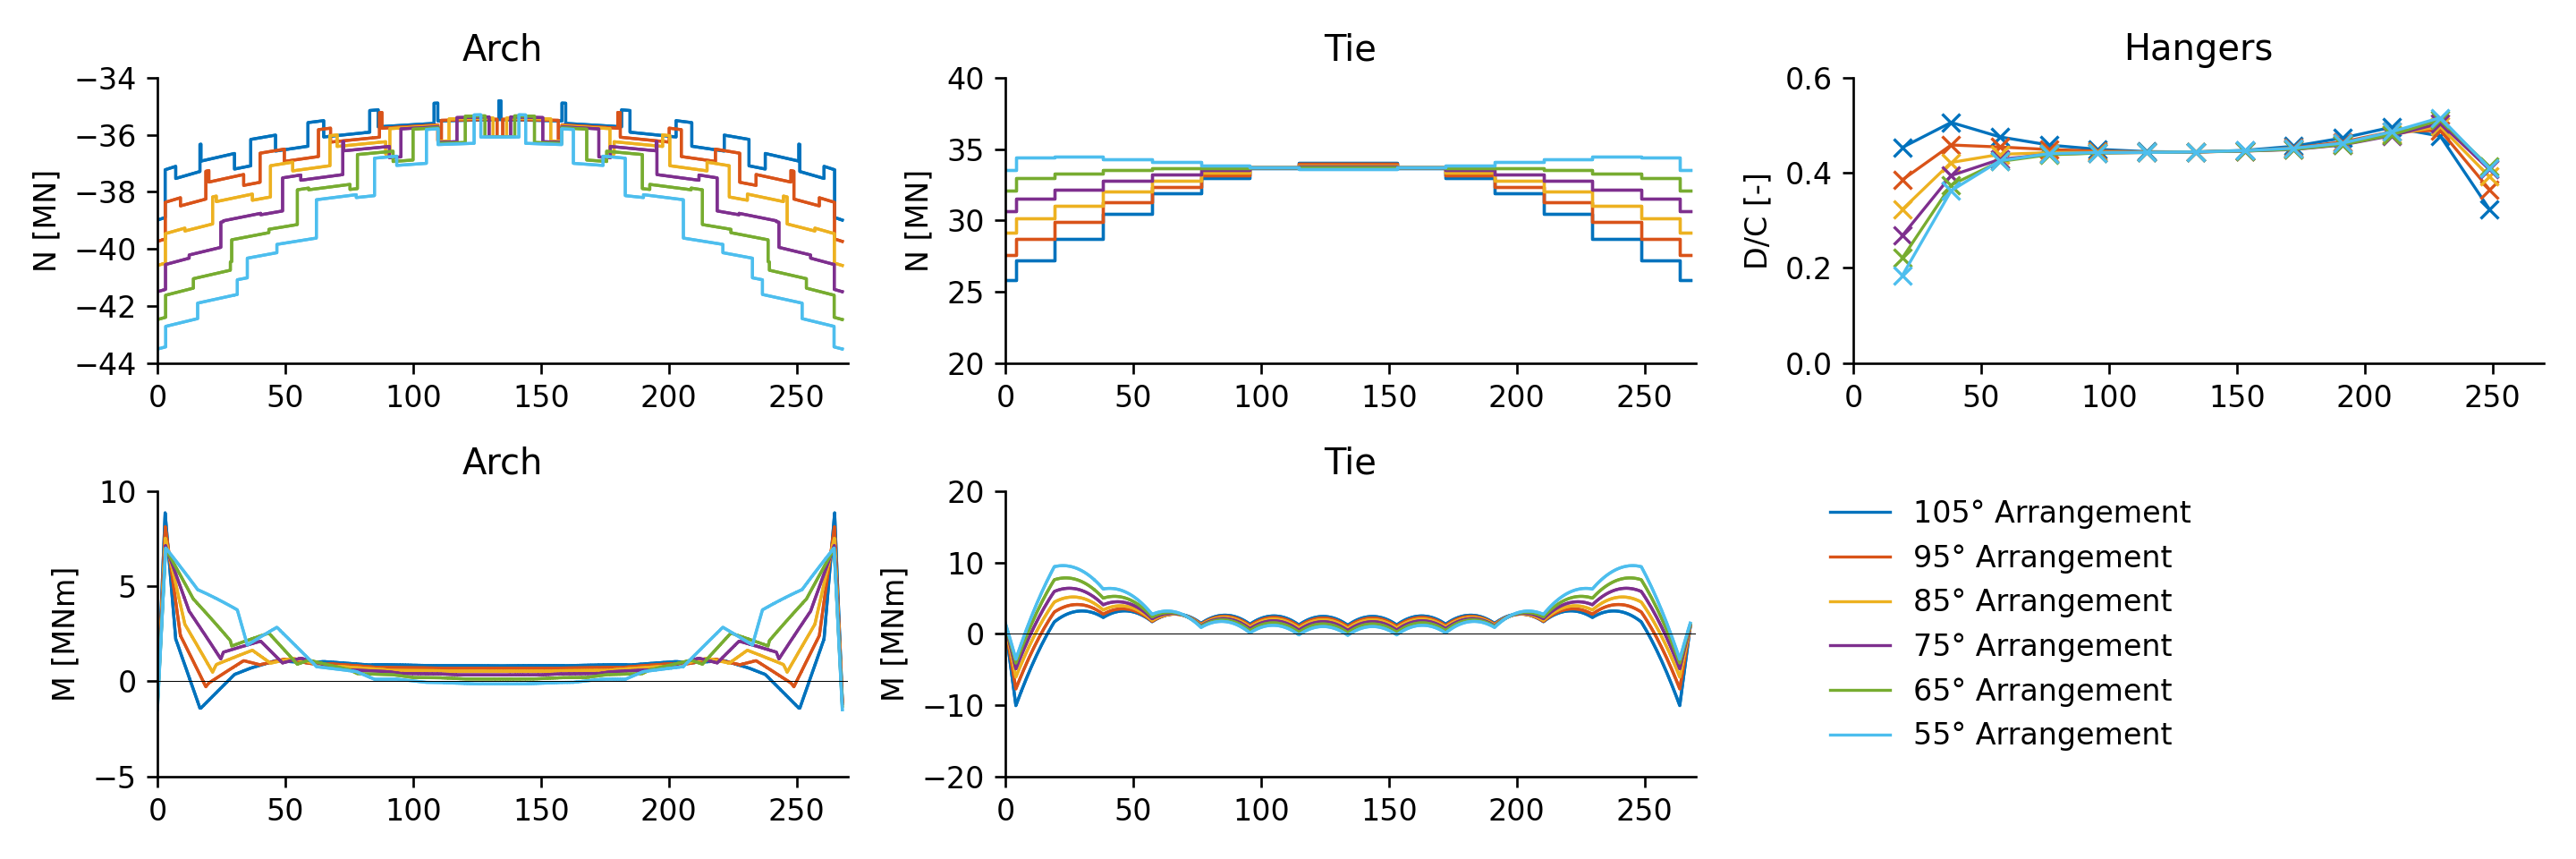 Arch
N [MN]
−34
−36
−38
−40
−42
−44
0 50 100 150 200 250
Tie
N [MN]
40
35
30
25
20
0 50 100 150 200 250
Hangers
D/C [-]
0.6
0.4
0.2
0.0
0 50 100 150 200 250
Arch
M [MNm]
10
5
0
−5
0 50 100 150 200 250
Tie
M [MNm]
20
10
0
−10
−20
0 50 100 150 200 250
105° Arrangement
95° Arrangement
85° Arrangement
75° Arrangement
65° Arrangement
55° Arrangement